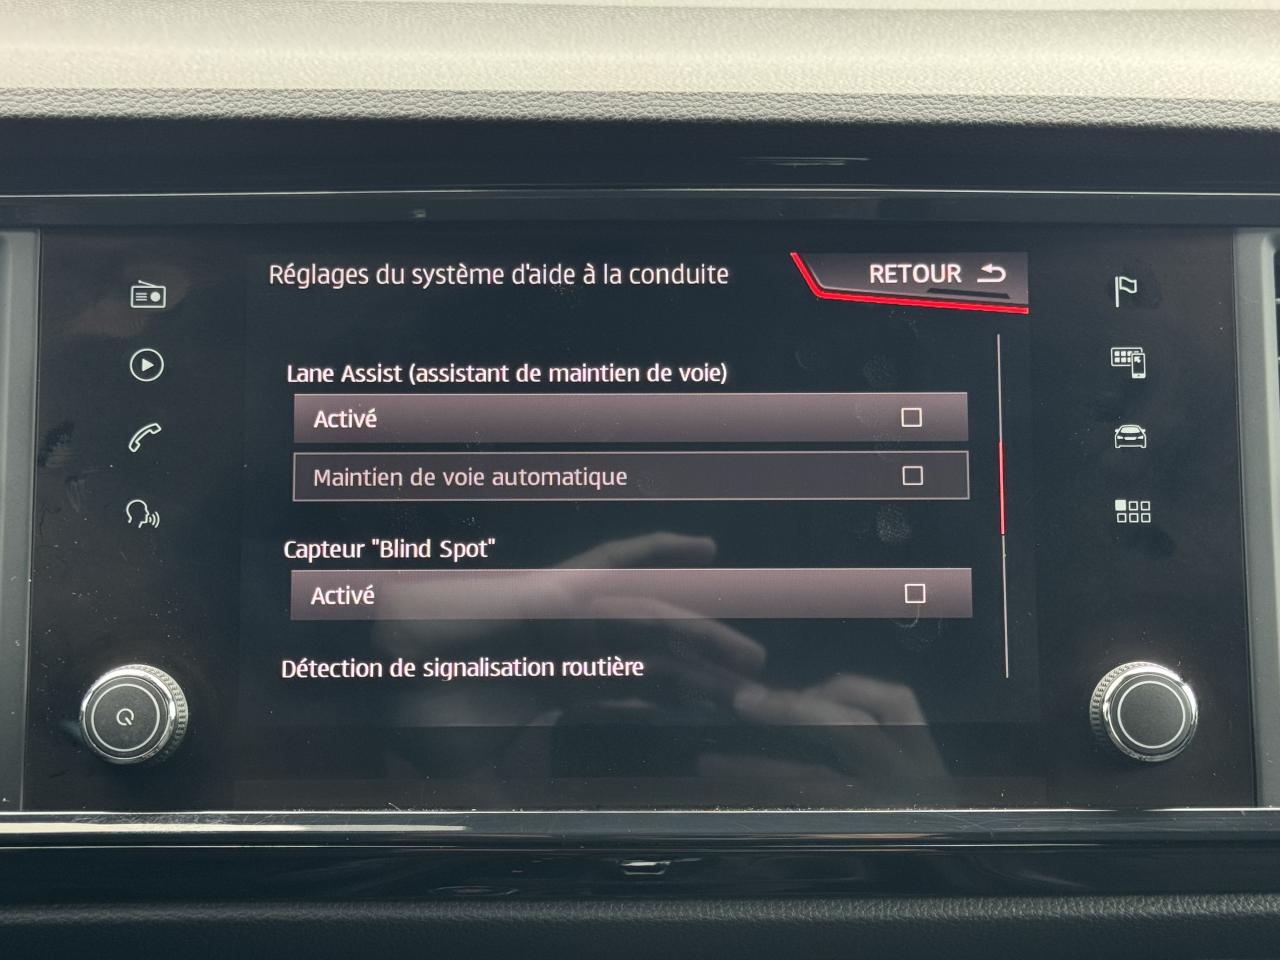 Réglages du système d'aide à la conduite
RETOUR
Lane Assist (assistant de maintien de voie)
Activé
Maintien de voie automatique
Capteur "Blind Spot"
Activé
Détection de signalisation routière